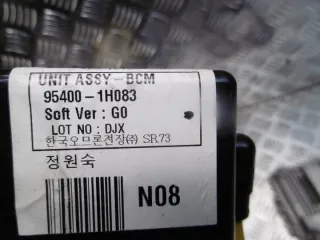 UNIT ASSY-BCM
95400-1H083
Soft Ver : G0
LOT NO : DJX
한국오므론전장㈜ SR73
정원숙
N08